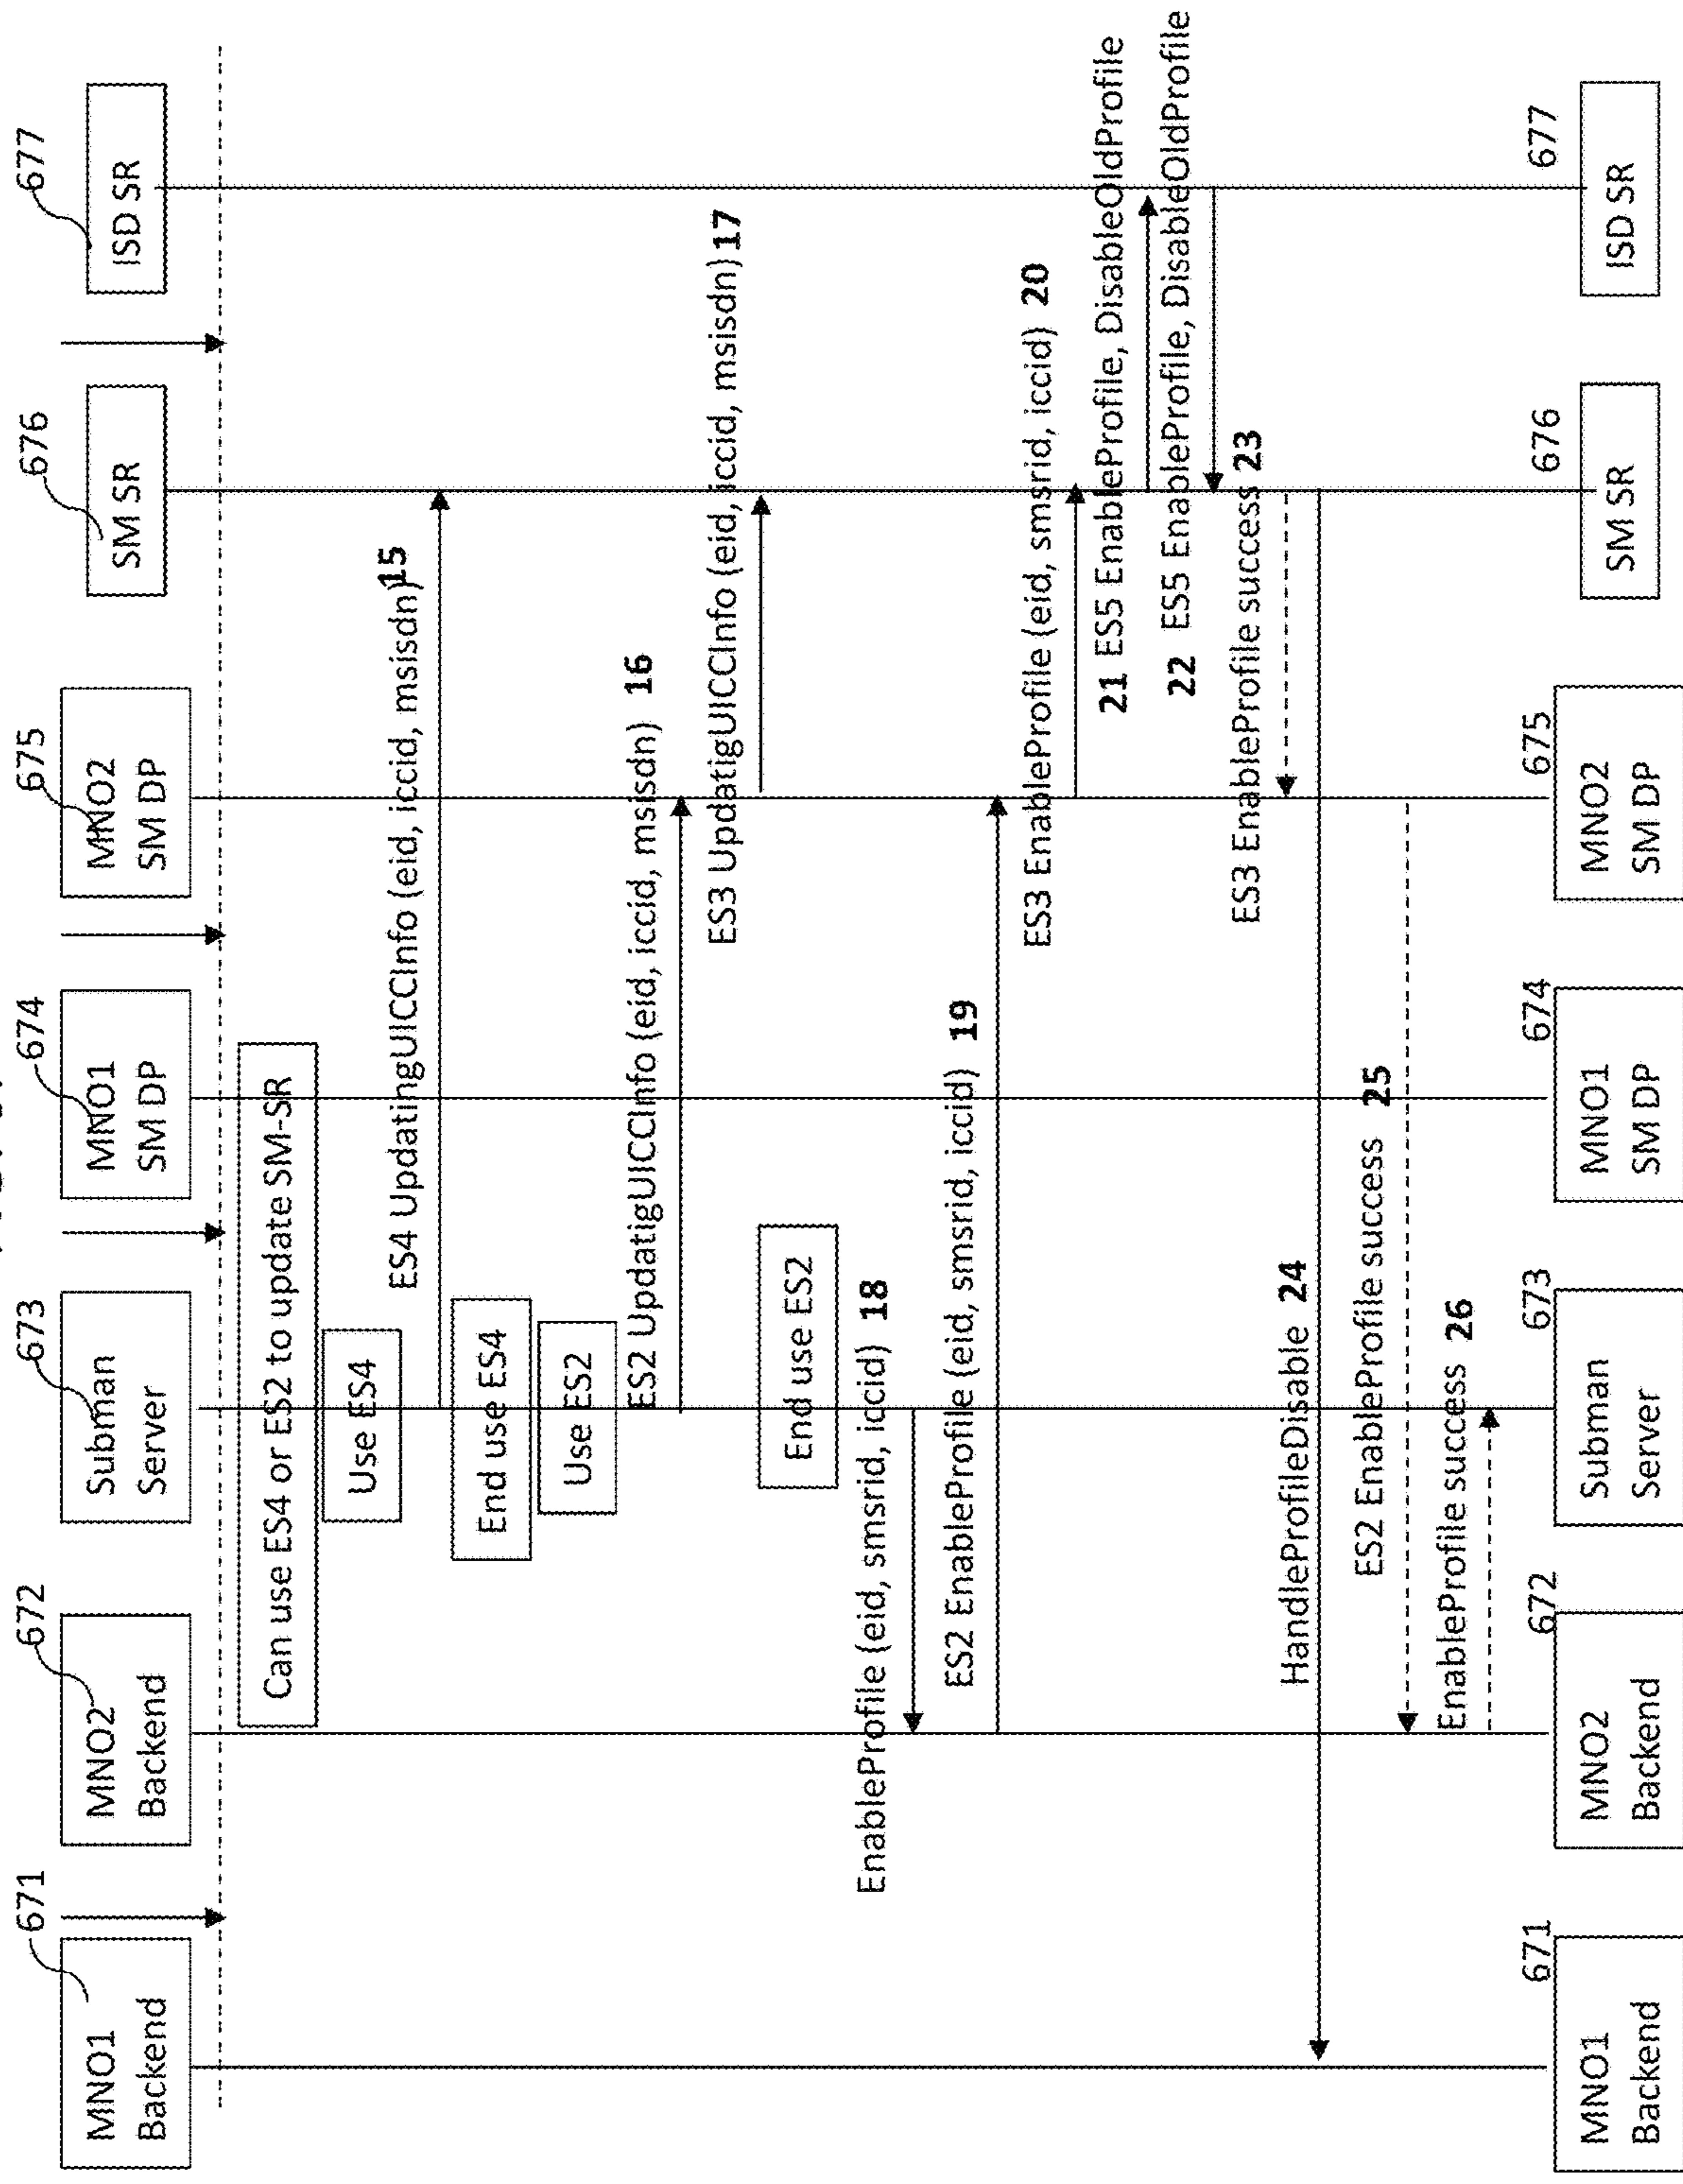 671
672
673
674
675
676
677
MNO1
Backend
MNO2
Backend
Subman
Server
MNO1
SM DP
MNO2
SM DP
SM SR
ISD SR
Can use ES4 or ES2 to update SM-SR
Use ES4
ES4 UpdatingUICCInfo (eid, iccid, msisdn) 15
End use ES4
Use ES2
ES2 UpdatigUICCInfo (eid, iccid, msisdn) 16
ES3 UpdatigUICCInfo (eid, iccid, msisdn) 17
End use ES2
EnableProfile (eid, smsrid, iccid) 18
ES2 EnableProfile (eid, smsrid, iccid) 19
ES3 EnableProfile (eid, smsrid, iccid) 20
21 ES5 EnableProfile, DisableOldProfile
22 ES5 EnableProfile, DisableOldProfile
ES3 EnableProfile success 23
HandleProfileDisable 24
ES2 EnableProfile success 25
EnableProfile success 26
671
672
673
674
675
676
677
MNO1
Backend
MNO2
Backend
Subman
Server
MNO1
SM DP
MNO2
SM DP
SM SR
ISD SR